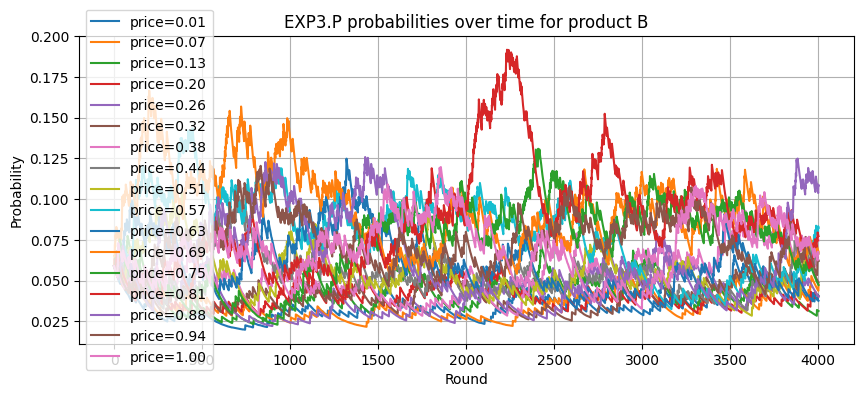 EXP3.P probabilities over time for product B
price=0.01
price=0.07
price=0.13
price=0.20
price=0.26
price=0.32
price=0.38
price=0.44
price=0.51
price=0.57
price=0.63
price=0.69
price=0.75
price=0.81
price=0.88
price=0.94
price=1.00
Probability
0.200
0.175
0.150
0.125
0.100
0.075
0.050
0.025
0 500 1000 1500 2000 2500 3000 3500 4000
Round